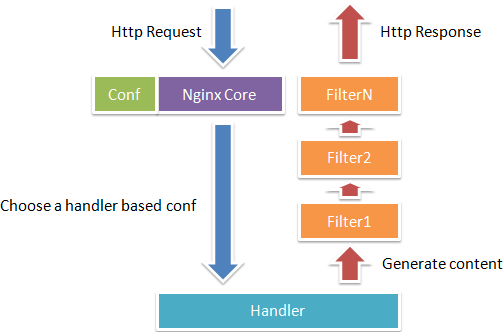 Http Request
Http Response
Conf
Nginx Core
FilterN
Filter2
Choose a handler based conf
Filter1
Generate content
Handler